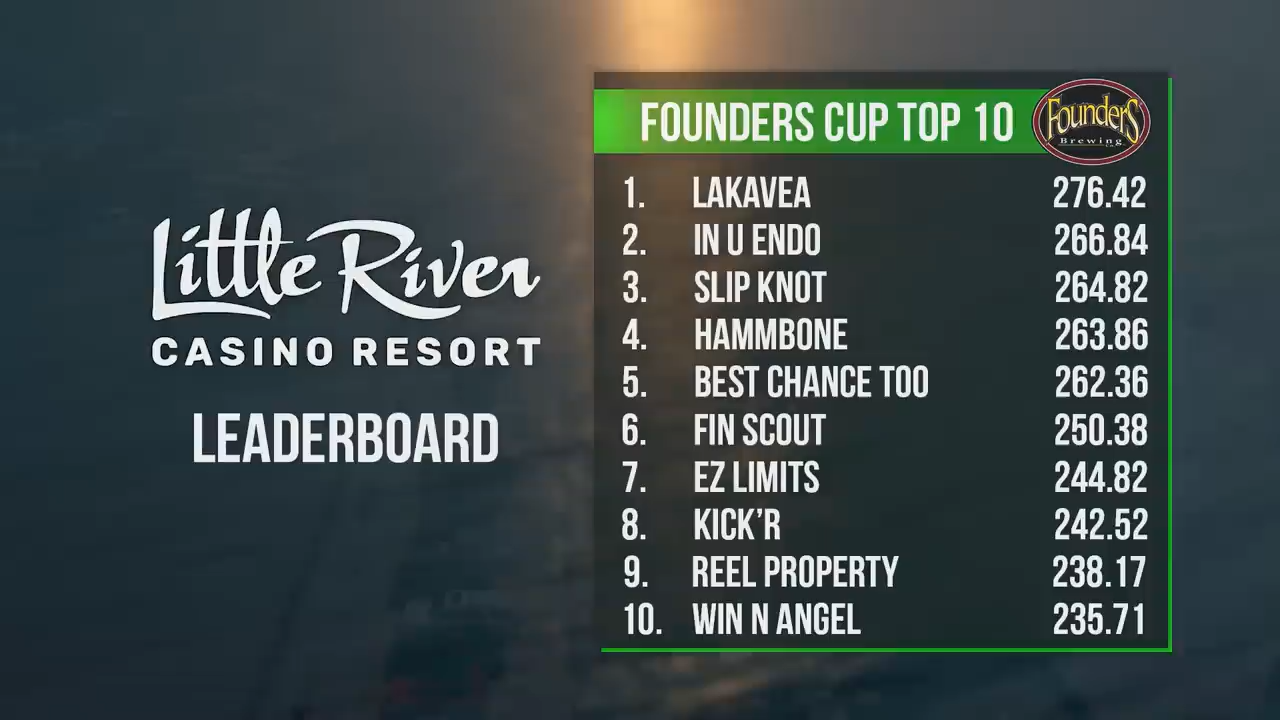 Little River
CASINO RESORT
LEADERBOARD
FOUNDERS CUP TOP 10
Founders
Brewing
1. LAKAVEA 276.42
2. IN U ENDO 266.84
3. SLIP KNOT 264.82
4. HAMMBONE 263.86
5. BEST CHANCE TOO 262.36
6. FIN SCOUT 250.38
7. EZ LIMITS 244.82
8. KICK’R 242.52
9. REEL PROPERTY 238.17
10. WIN N ANGEL 235.71